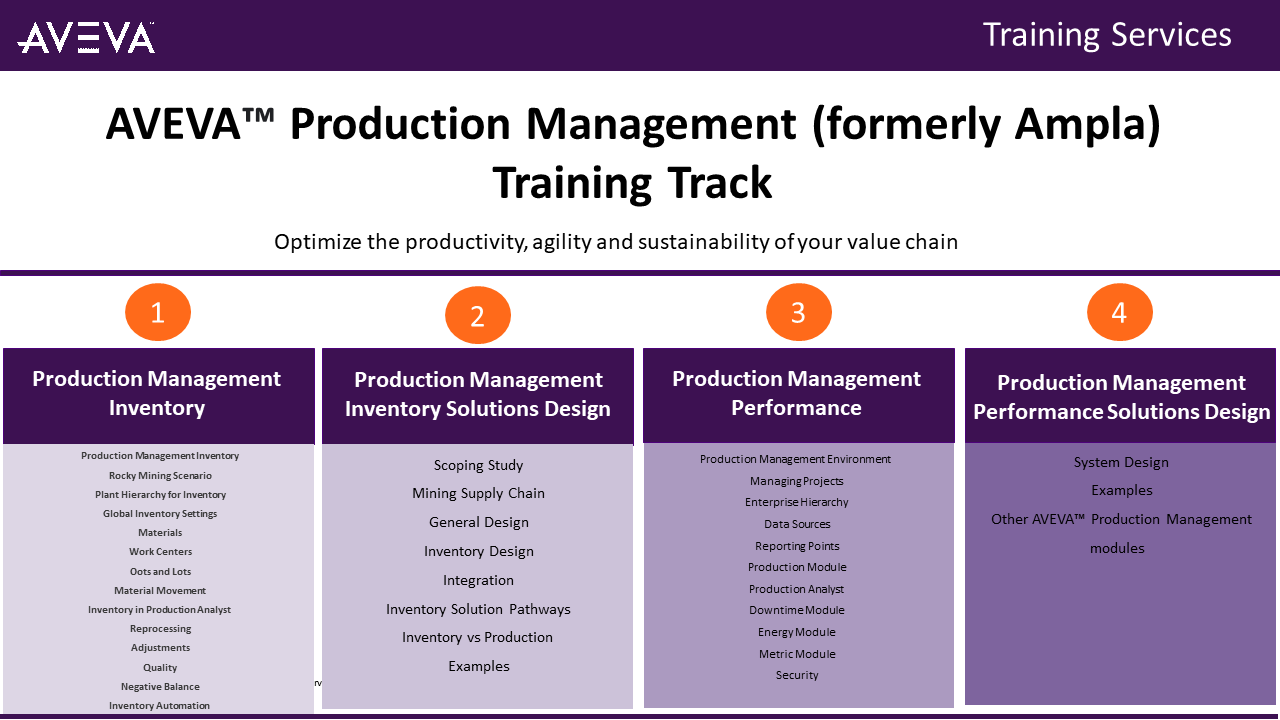 AVEVA™
Training Services
AVEVA™ Production Management (formerly Ampla)
Training Track
Optimize the productivity, agility and sustainability of your value chain
1
Production Management
Inventory
Production Management Inventory
Rocky Mining Scenario
Plant Hierarchy for Inventory
Global Inventory Settings
Materials
Work Centers
Oots and Lots
Material Movement
Inventory in Production Analyst
Reprocessing
Adjustments
Quality
Negative Balance
Inventory Automation
rv
2
Production Management
Inventory Solutions Design
Scoping Study
Mining Supply Chain
General Design
Inventory Design
Integration
Inventory Solution Pathways
Inventory vs Production
Examples
3
Production Management
Performance
Production Management Environment
Managing Projects
Enterprise Hierarchy
Data Sources
Reporting Points
Production Module
Production Analyst
Downtime Module
Energy Module
Metric Module
Security
4
Production Management
Performance Solutions Design
System Design
Examples
Other AVEVA™ Production Management
modules